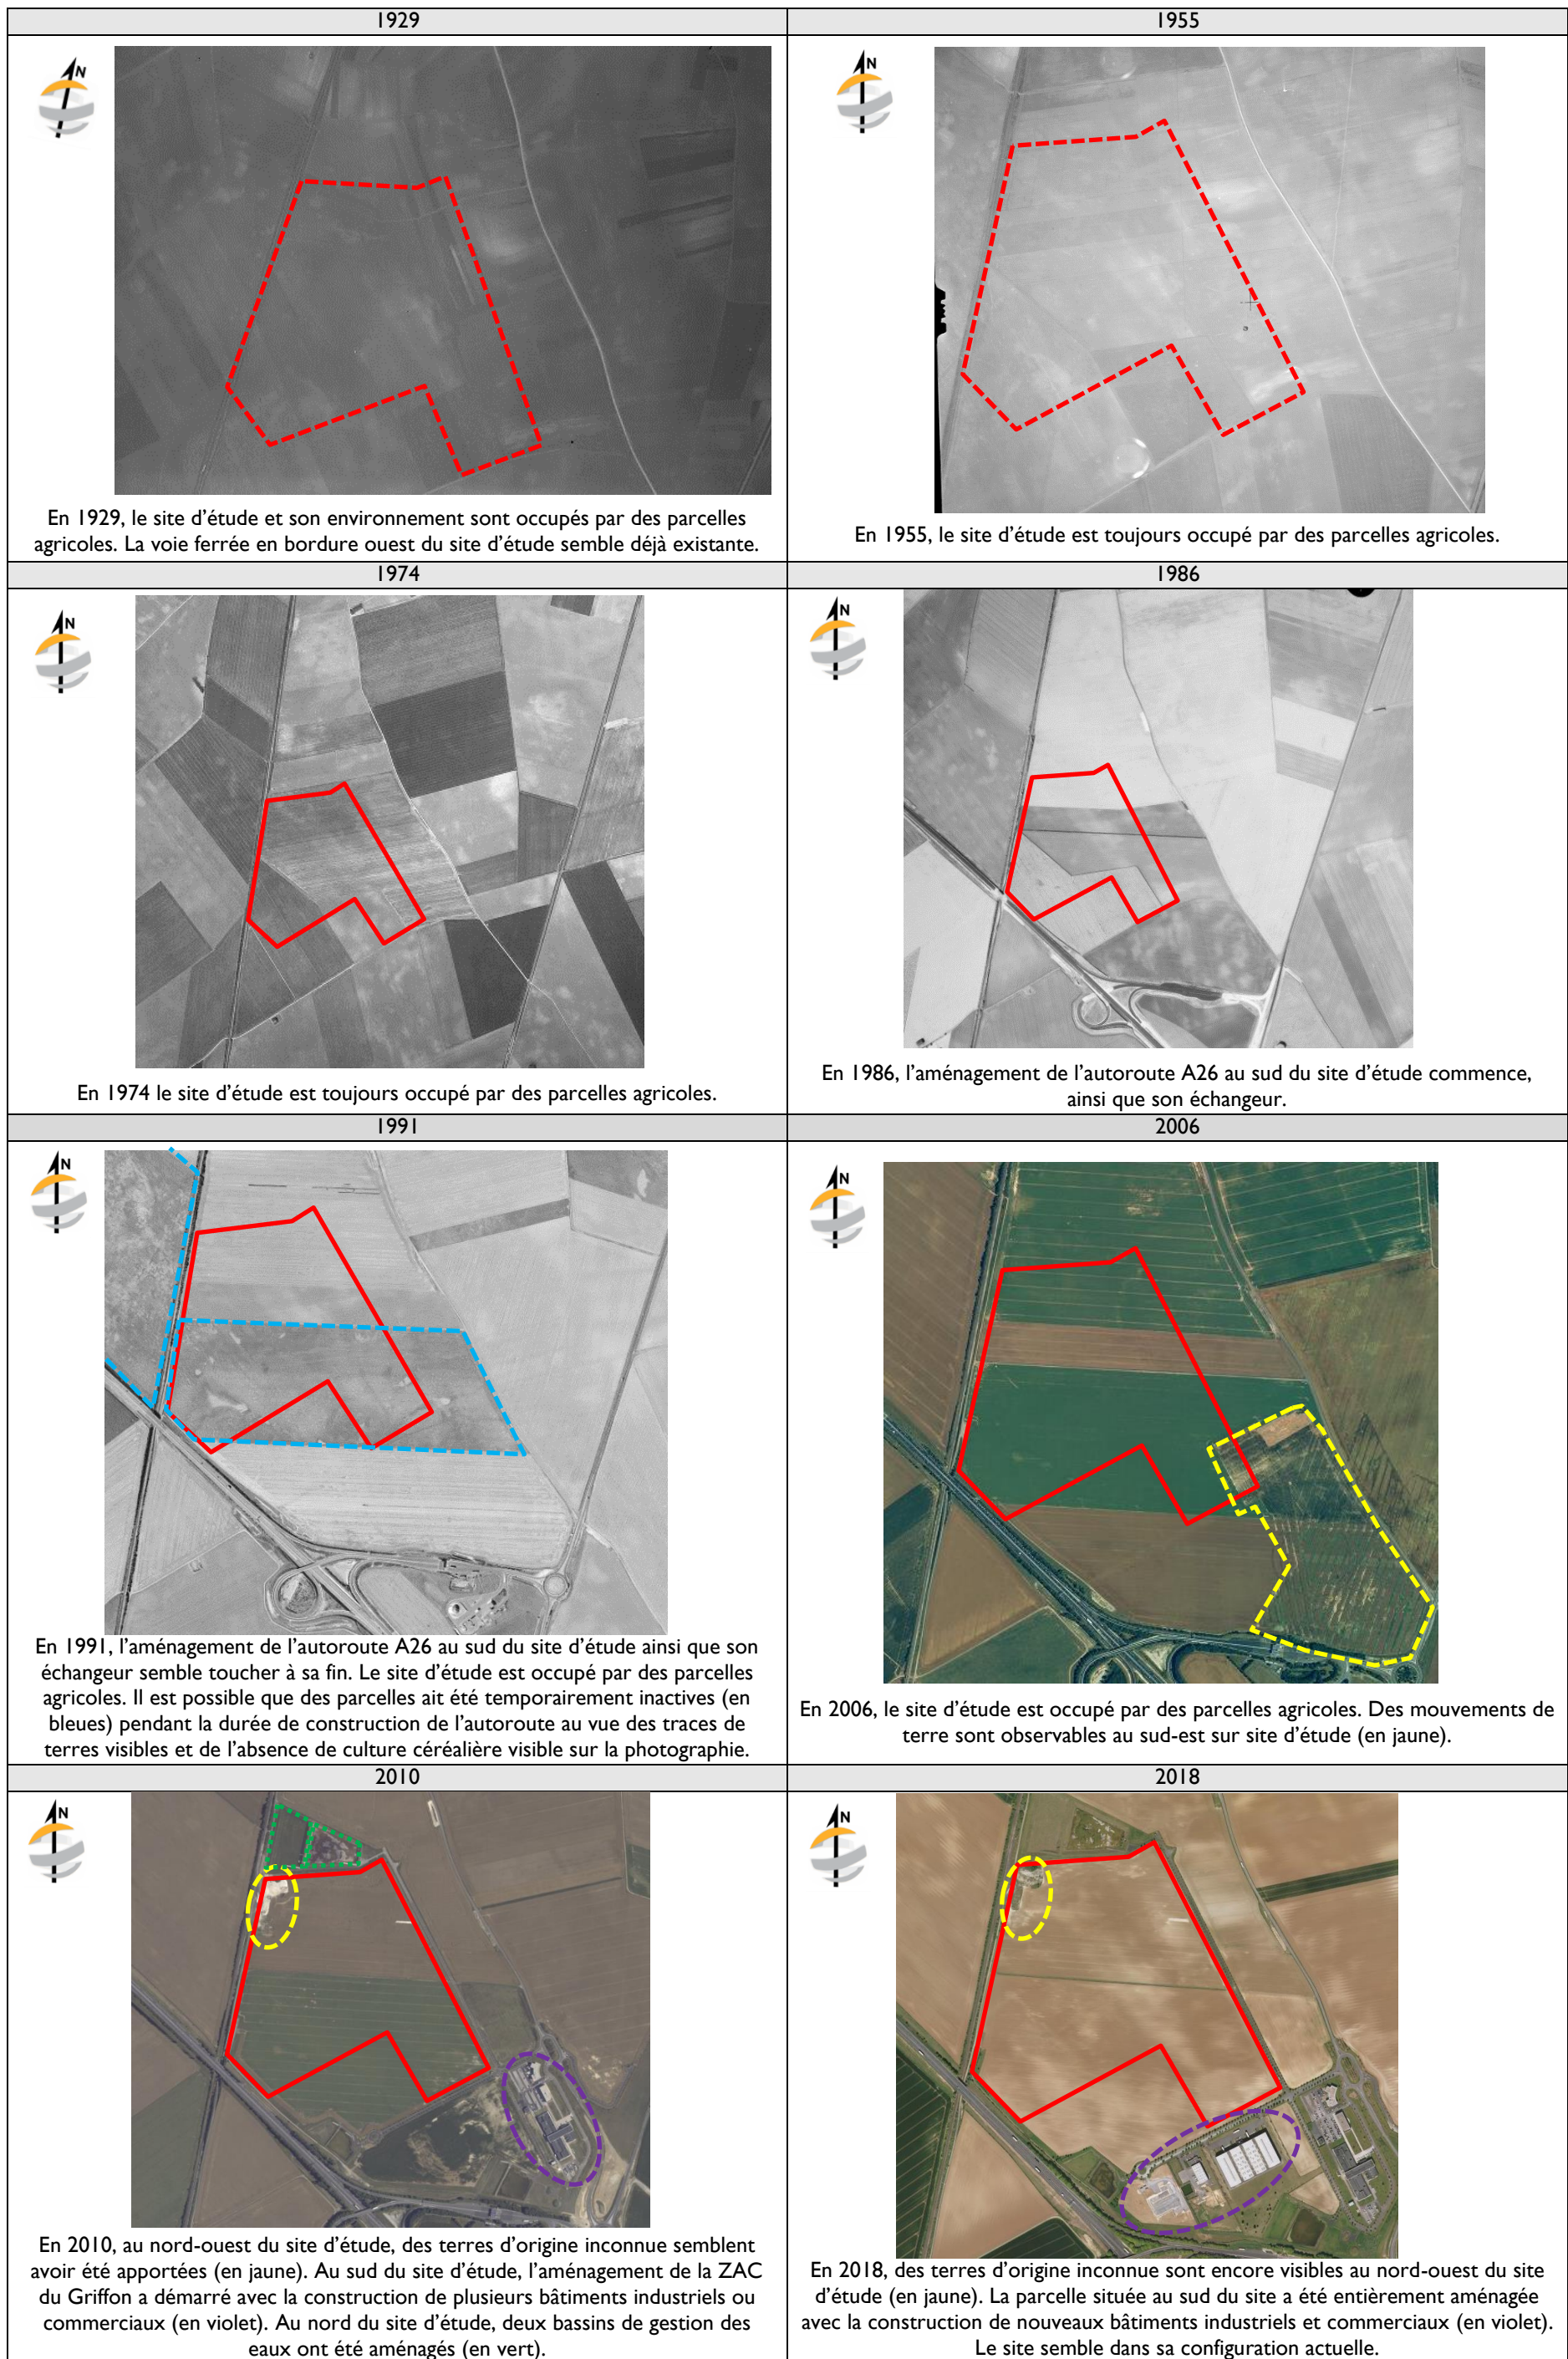 1929
1955
N
N
En 1929, le site d'étude et son environnement sont occupés par des parcelles
agricoles. La voie ferrée en bordure ouest du site d'étude semble déjà existante.
En 1955, le site d'étude est toujours occupé par des parcelles agricoles.
1974
1986
N
N
En 1974 le site d'étude est toujours occupé par des parcelles agricoles.
En 1986, l'aménagement de l'autoroute A26 au sud du site d'étude commence,
ainsi que son échangeur.
1991
2006
N
N
En 1991, l'aménagement de l'autoroute A26 au sud du site d'étude ainsi que son
échangeur semble toucher à sa fin. Le site d'étude est occupé par des parcelles
agricoles. Il est possible que des parcelles ait été temporairement inactives (en
bleues) pendant la durée de construction de l'autoroute au vue des traces de
terres visibles et de l'absence de culture céréalière visible sur la photographie.
En 2006, le site d'étude est occupé par des parcelles agricoles. Des mouvements de
terre sont observables au sud-est sur site d'étude (en jaune).
2010
2018
N
N
En 2010, au nord-ouest du site d'étude, des terres d'origine inconnue semblent
avoir été apportées (en jaune). Au sud du site d'étude, l'aménagement de la ZAC
du Griffon a démarré avec la construction de plusieurs bâtiments industriels ou
commerciaux (en violet). Au nord du site d'étude, deux bassins de gestion des
eaux ont été aménagés (en vert).
En 2018, des terres d'origine inconnue sont encore visibles au nord-ouest du site
d'étude (en jaune). La parcelle située au sud du site a été entièrement aménagée
avec la construction de nouveaux bâtiments industriels et commerciaux (en violet).
Le site semble dans sa configuration actuelle.